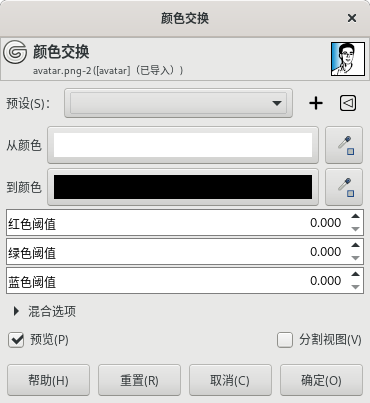 颜色交换
颜色交换
avatar.png-2 ([avatar]（已导入）)
预设(S)：
从颜色
到颜色
红色阈值 0.000
绿色阈值 0.000
蓝色阈值 0.000
混合选项
预览(P) 分割视图(V)
帮助(H) 重置(R) 取消(C) 确定(O)